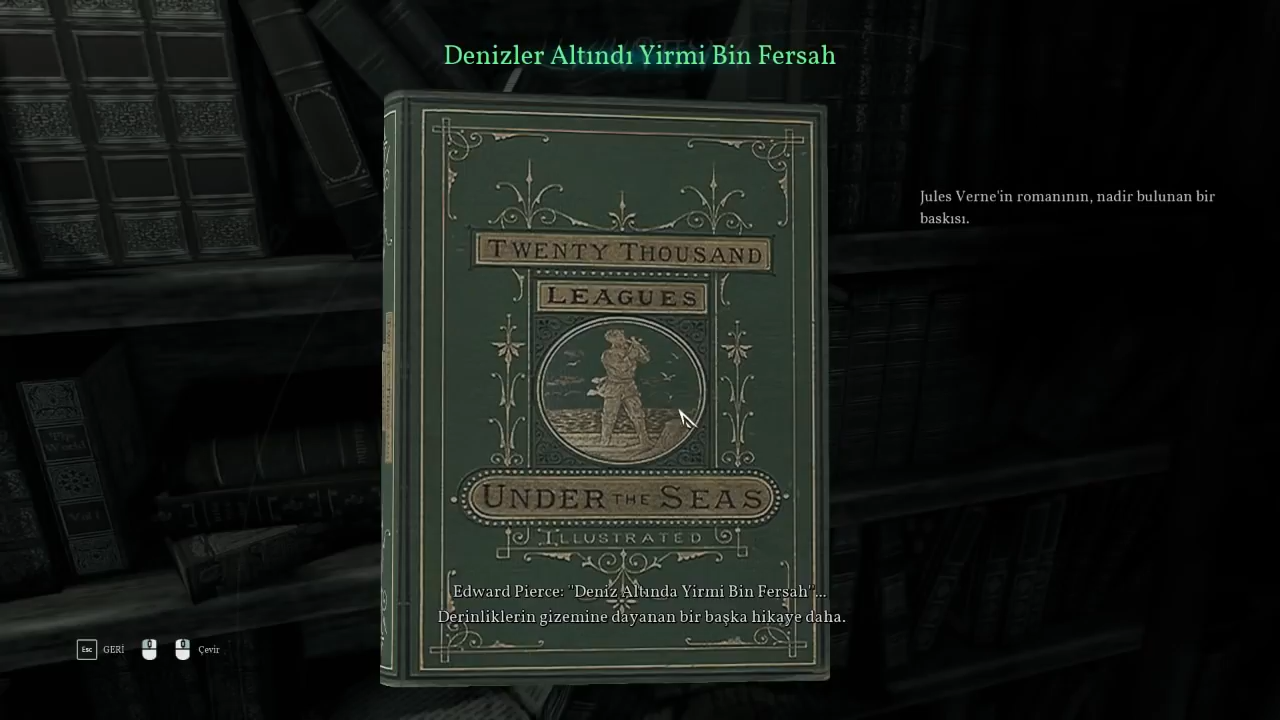 Denizler Altındı Yirmi Bin Fersah
Jules Verne'in romanının, nadir bulunan bir
baskısı.
TWENTY THOUSAND
LEAGUES
UNDER THE SEAS
ILLUSTRATED
Edward Pierce: "Deniz Altında Yirmi Bin Fersah"...
Derinliklerin gizemine dayanan bir başka hikaye daha.
Esc GERİ Çevir